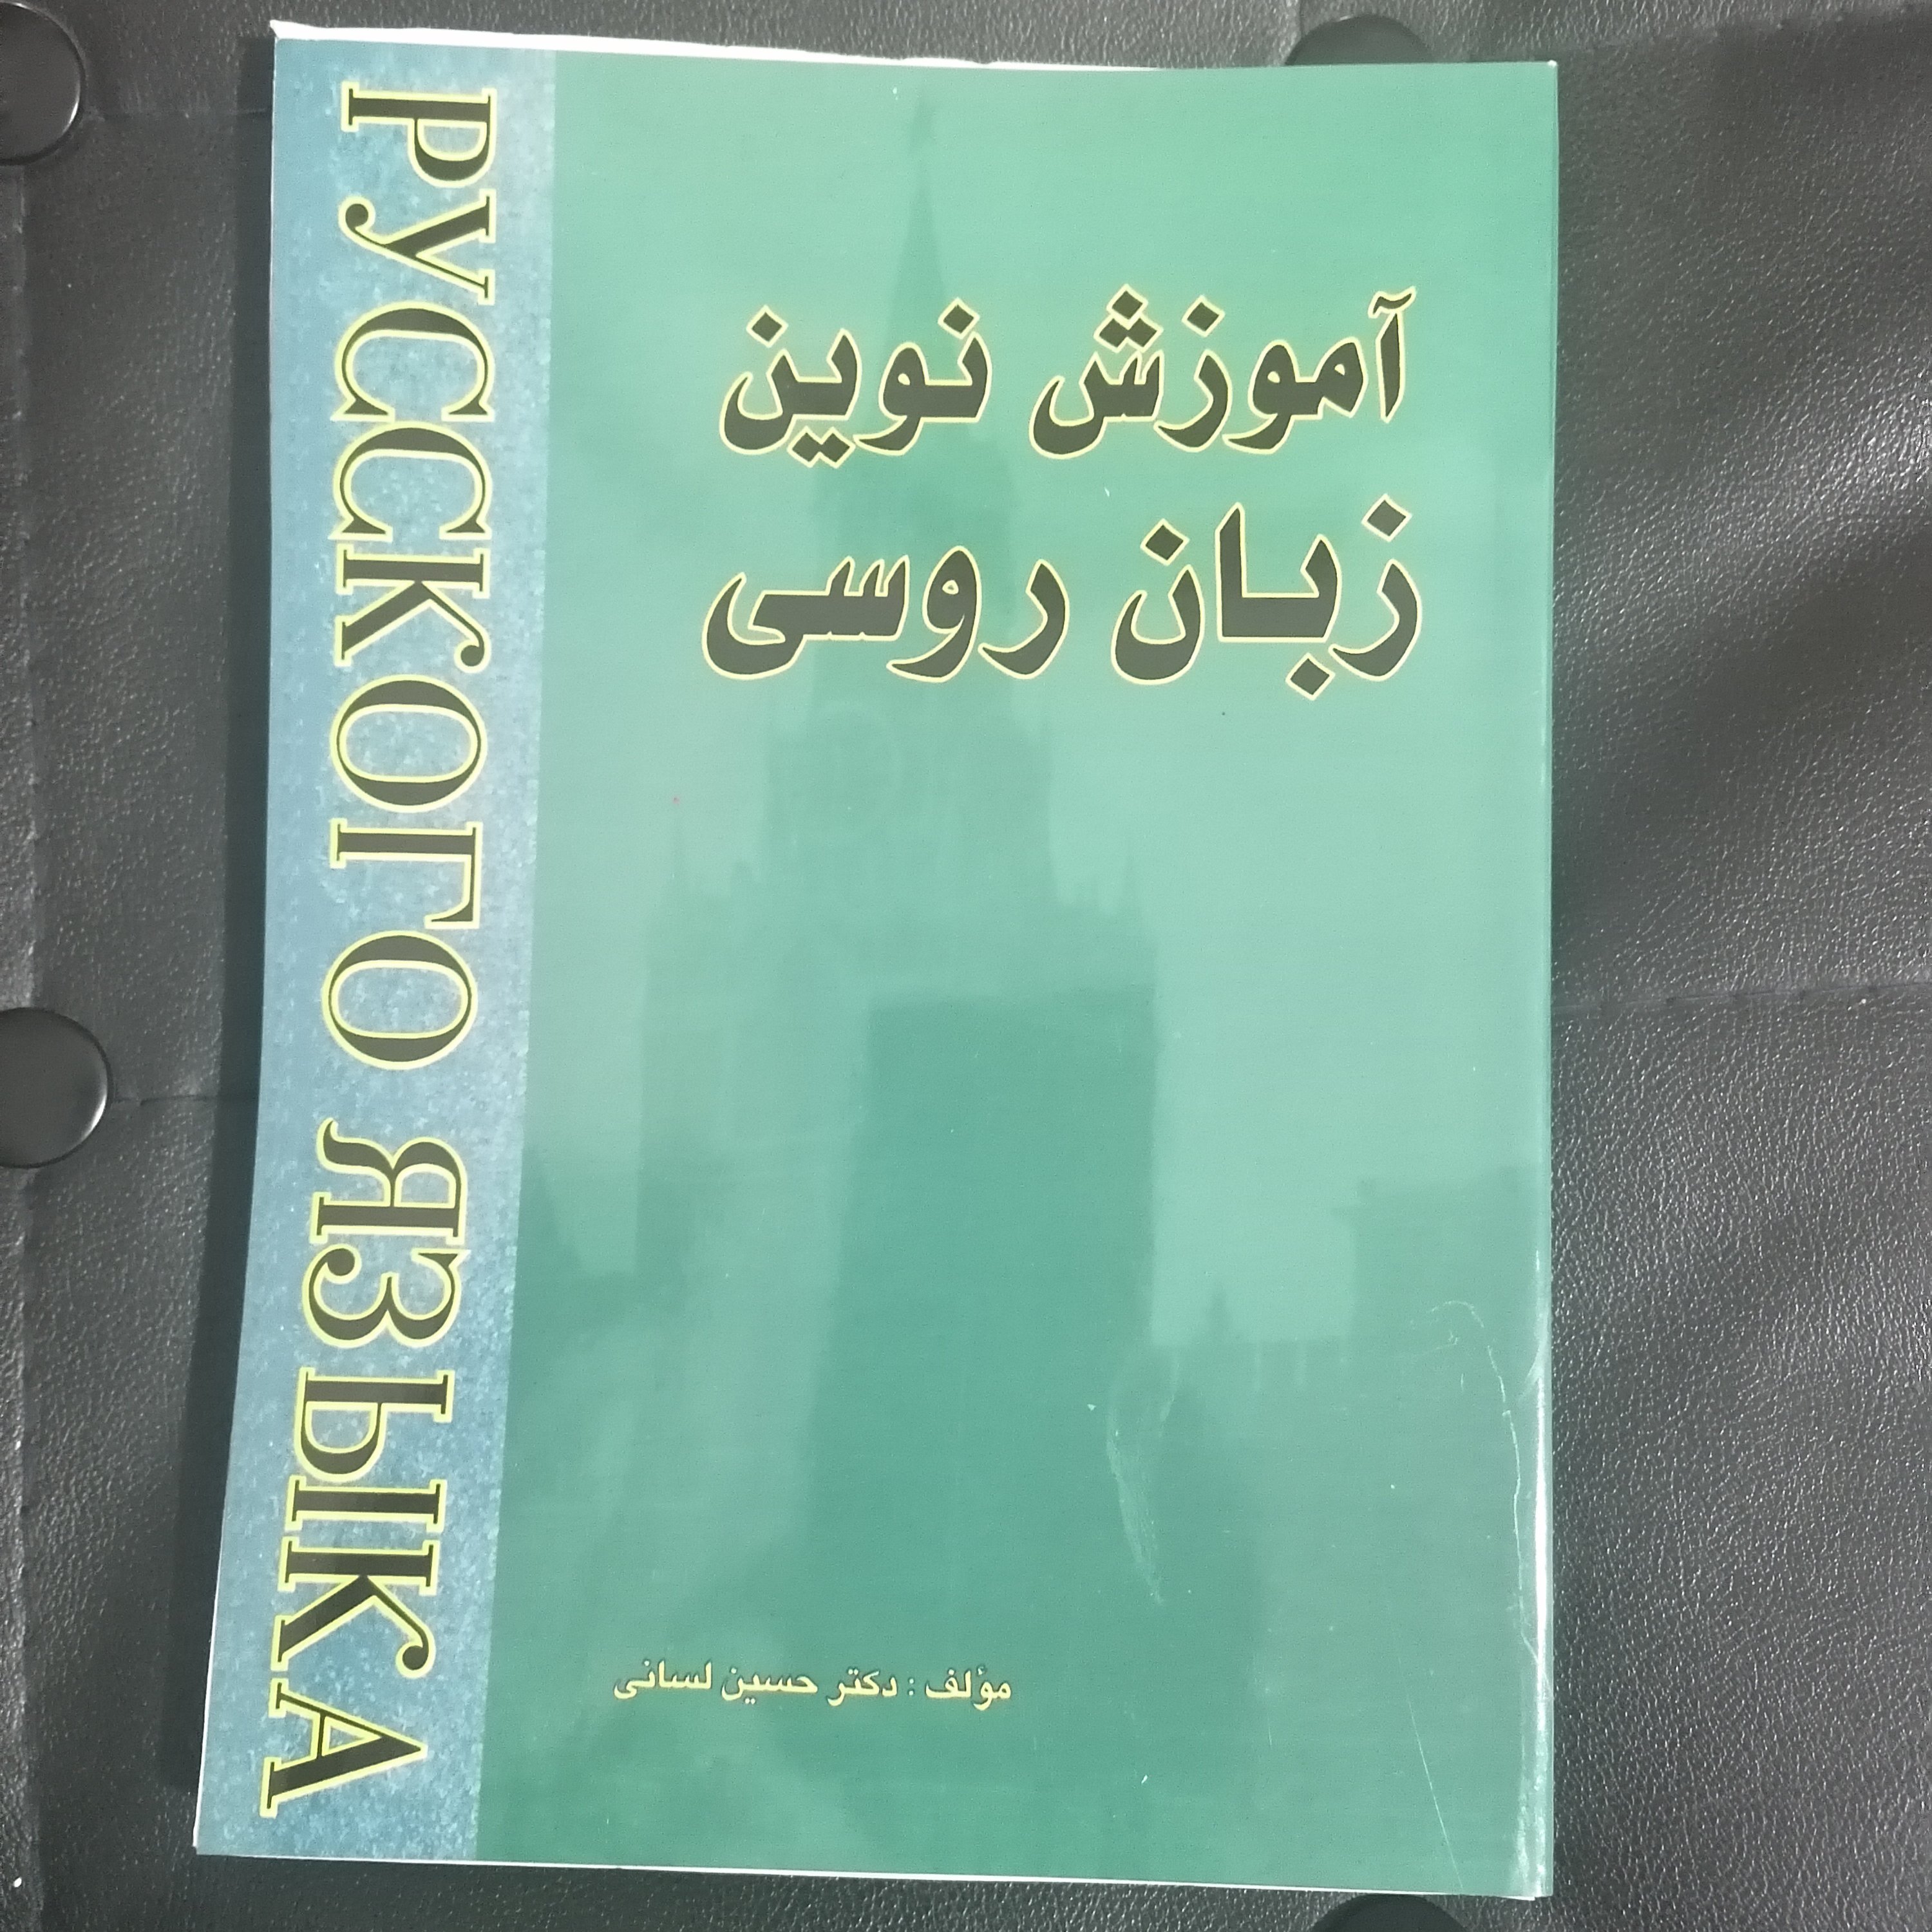 آموزش نوین
زبان روسی
مؤلف : دکتر حسین لسانی
РУССКОГО ЯЗЫКА